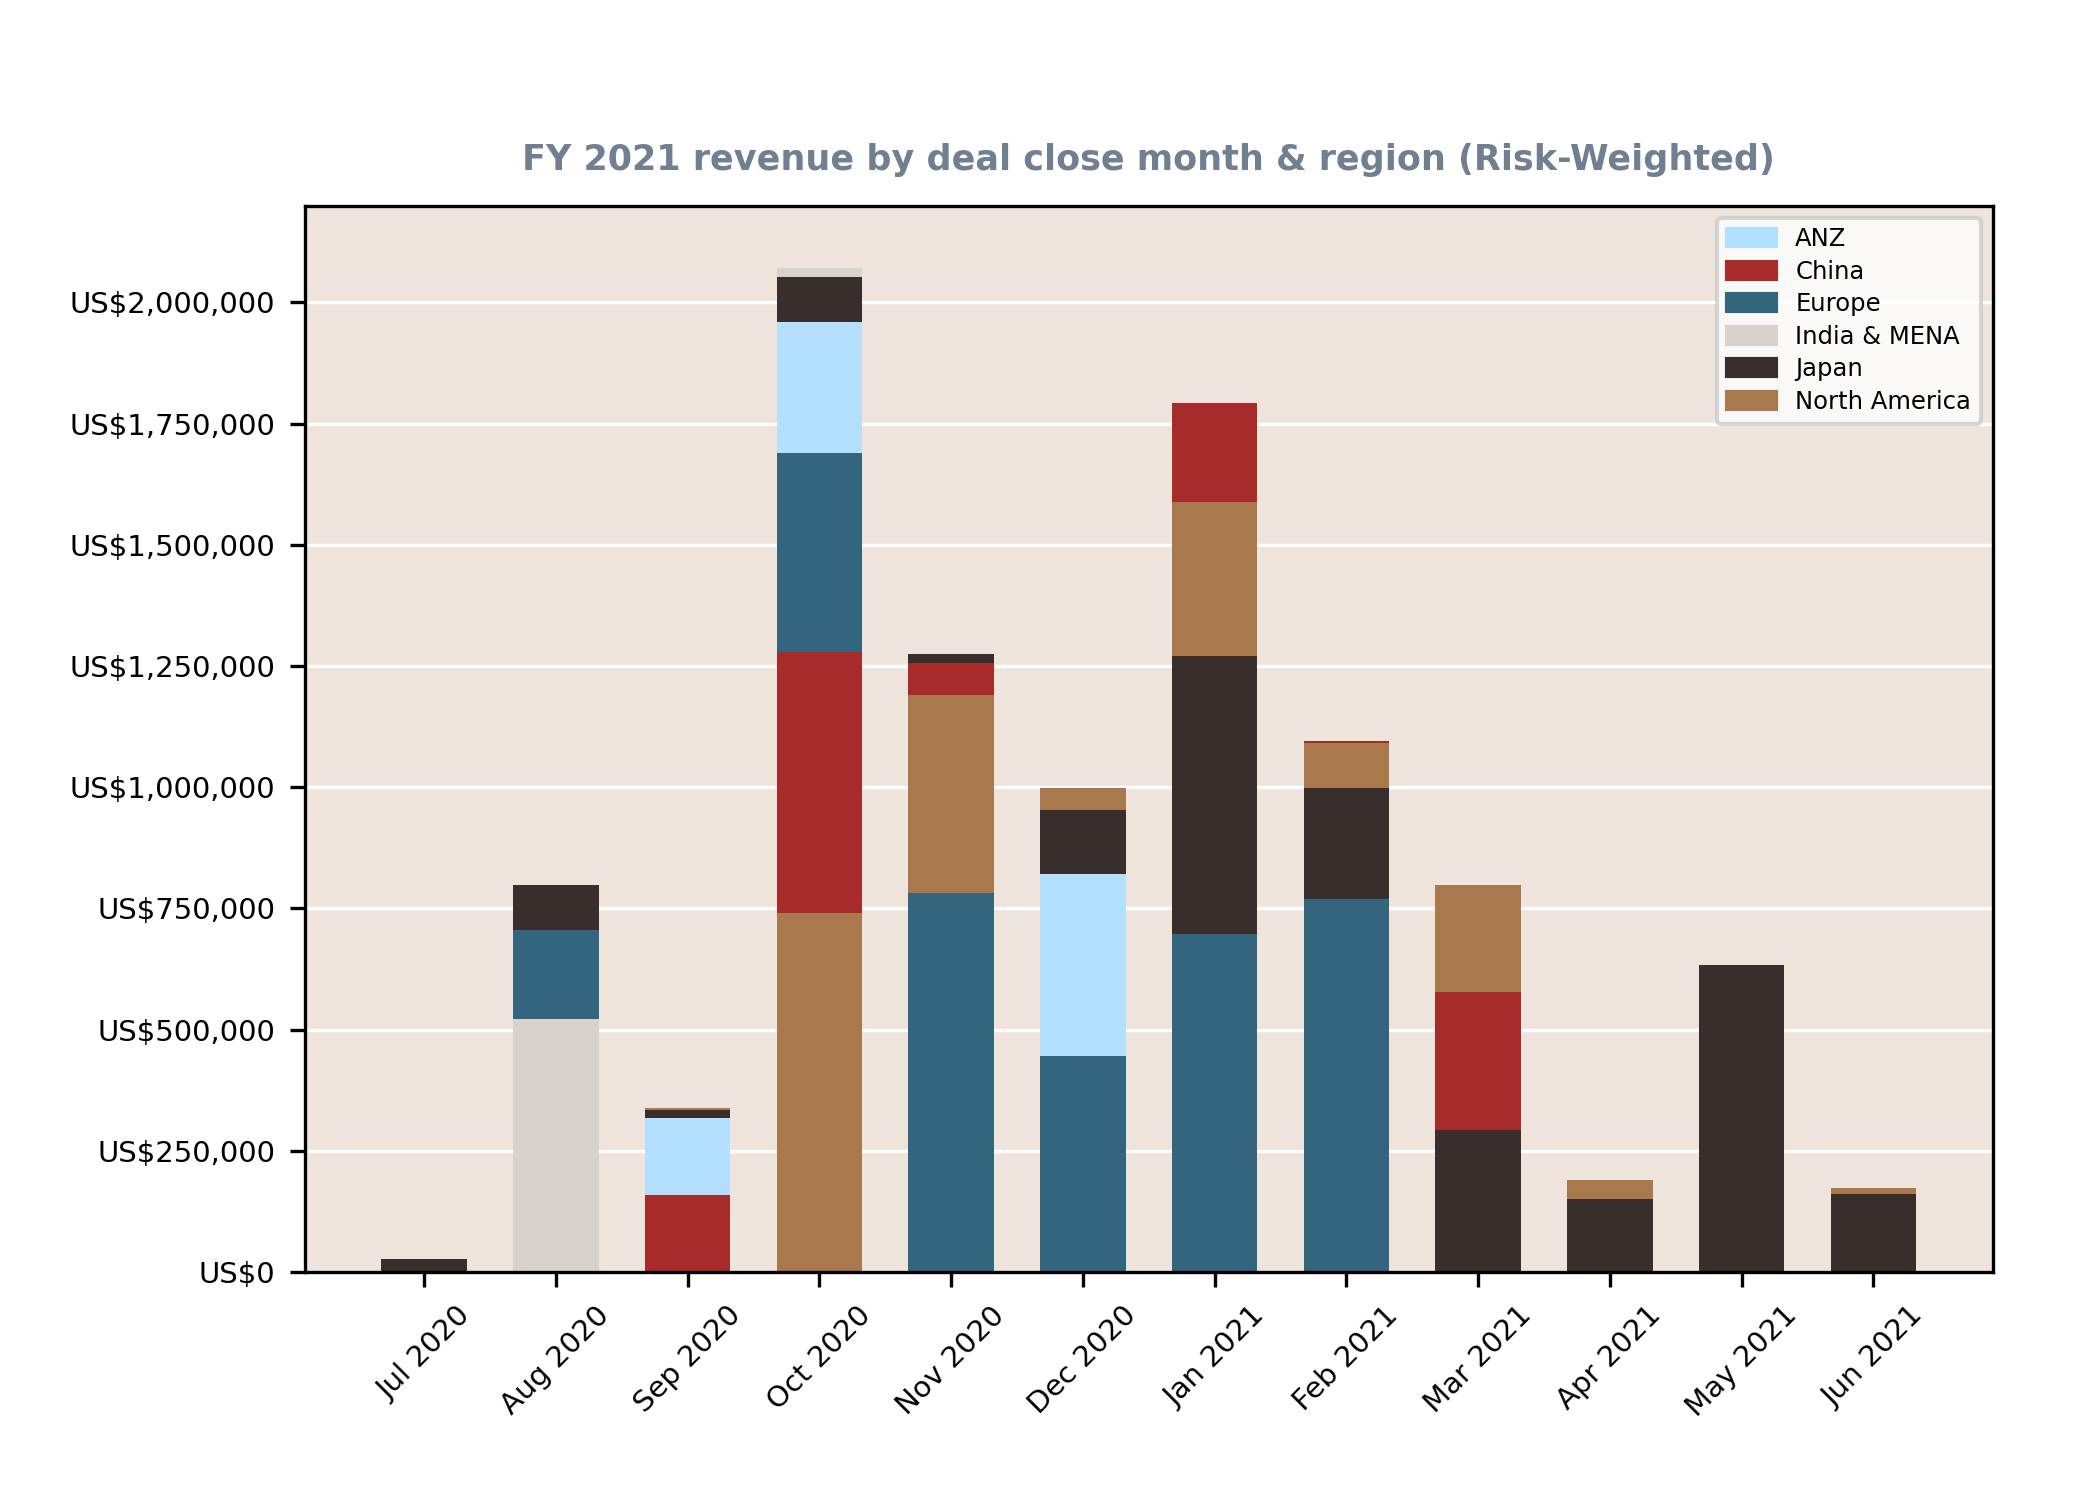 FY 2021 revenue by deal close month & region (Risk-Weighted)
ANZ
China
Europe
India & MENA
Japan
North America
US$2,000,000
US$1,750,000
US$1,500,000
US$1,250,000
US$1,000,000
US$750,000
US$500,000
US$250,000
US$0
Jul 2020
Aug 2020
Sep 2020
Oct 2020
Nov 2020
Dec 2020
Jan 2021
Feb 2021
Mar 2021
Apr 2021
May 2021
Jun 2021